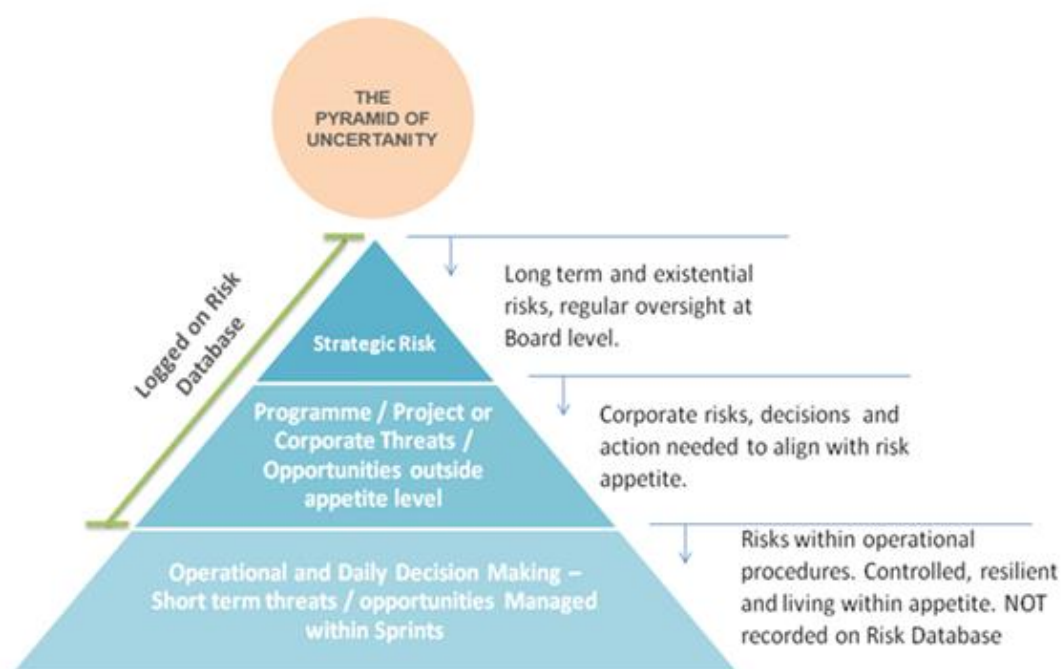 THE
PYRAMID OF
UNCERTANITY
Logged on Risk
Database
Strategic Risk
Long term and existential
risks, regular oversight at
Board level.
Programme / Project or
Corporate Threats /
Opportunities outside
appetite level
Corporate risks, decisions and
action needed to align with risk
appetite.
Operational and Daily Decision Making –
Short term threats / opportunities Managed
within Sprints
Risks within operational
procedures. Controlled, resilient
and living within appetite. NOT
recorded on Risk Database